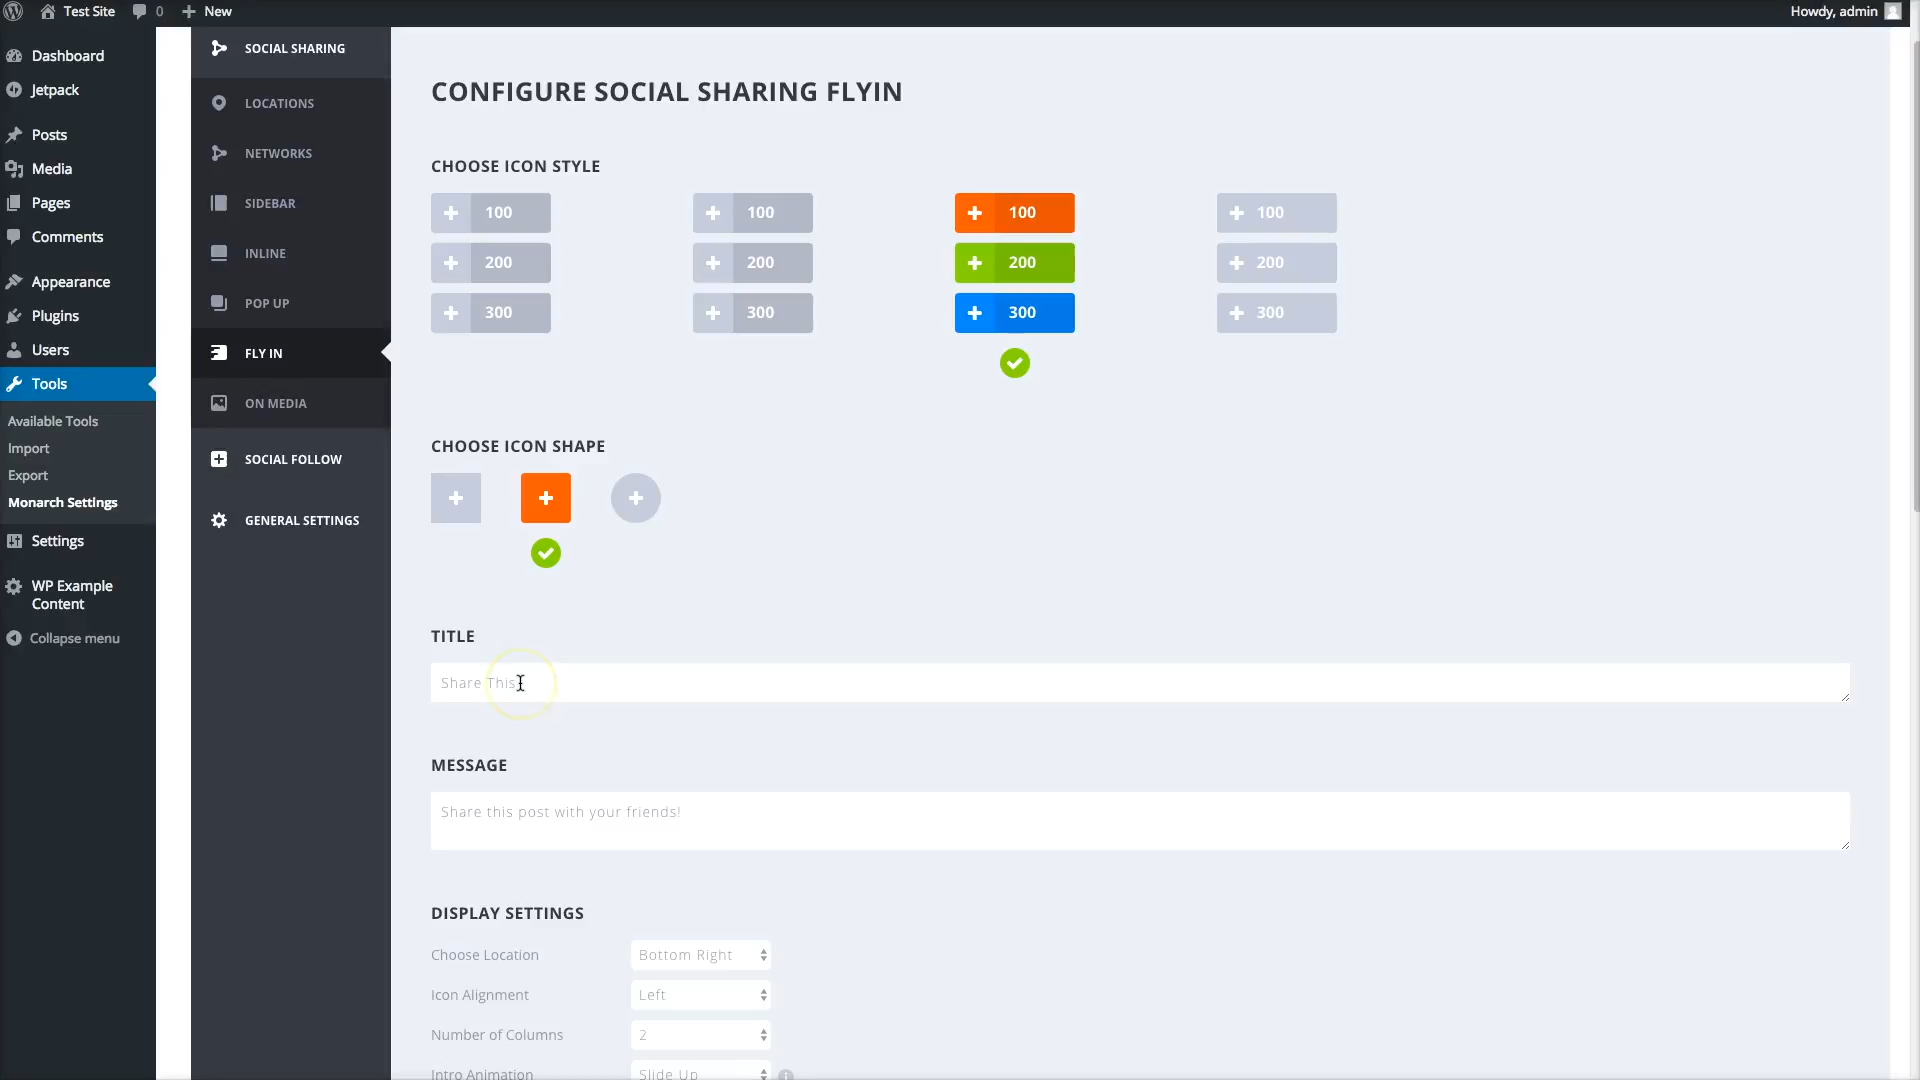 Test Site
0
New
Howdy, admin
Dashboard
Jetpack
Posts
Media
Pages
Comments
Appearance
Plugins
Users
Tools
Available Tools
Import
Export
Monarch Settings
Settings
WP Example
Content
Collapse menu
SOCIAL SHARING
LOCATIONS
NETWORKS
SIDEBAR
INLINE
POP UP
FLY IN
ON MEDIA
SOCIAL FOLLOW
GENERAL SETTINGS
CONFIGURE SOCIAL SHARING FLYIN
CHOOSE ICON STYLE
100 100 100 100
200 200 200 200
300 300 300 300
CHOOSE ICON SHAPE
TITLE
Share This
MESSAGE
Share this post with your friends!
DISPLAY SETTINGS
Choose Location Bottom Right
Icon Alignment Left
Number of Columns 2
Intro Animation Slide Up